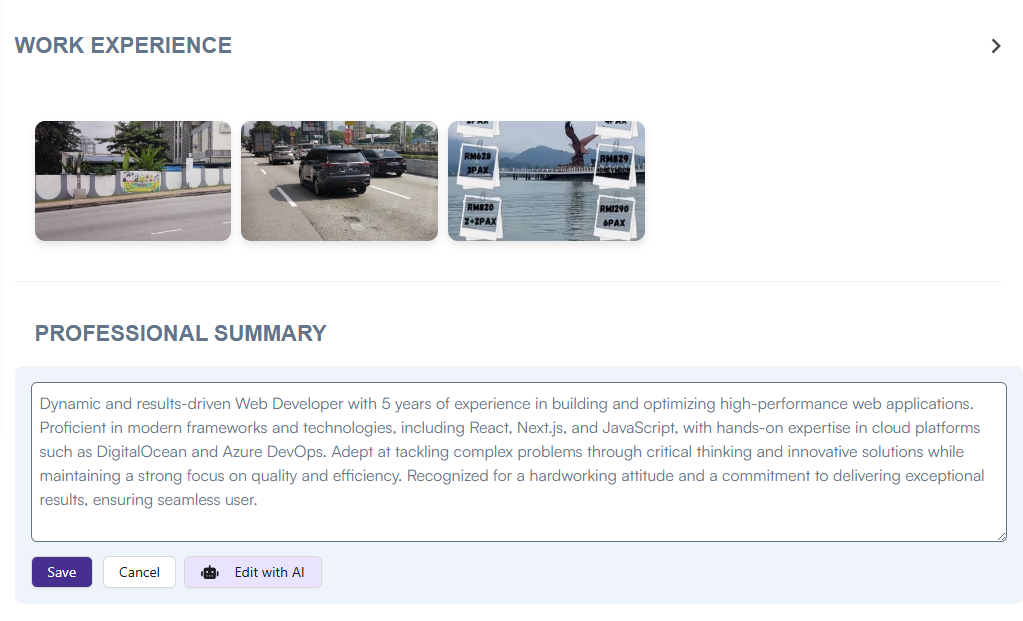 WORK EXPERIENCE
RM628
3PAX
RM829
RM820
2+2PAX
RM1290
6PAX
PROFESSIONAL SUMMARY
Dynamic and results-driven Web Developer with 5 years of experience in building and optimizing high-performance web applications.
Proficient in modern frameworks and technologies, including React, Next.js, and JavaScript, with hands-on expertise in cloud platforms
such as DigitalOcean and Azure DevOps. Adept at tackling complex problems through critical thinking and innovative solutions while
maintaining a strong focus on quality and efficiency. Recognized for a hardworking attitude and a commitment to delivering exceptional
results, ensuring seamless user.
Save Cancel Edit with AI